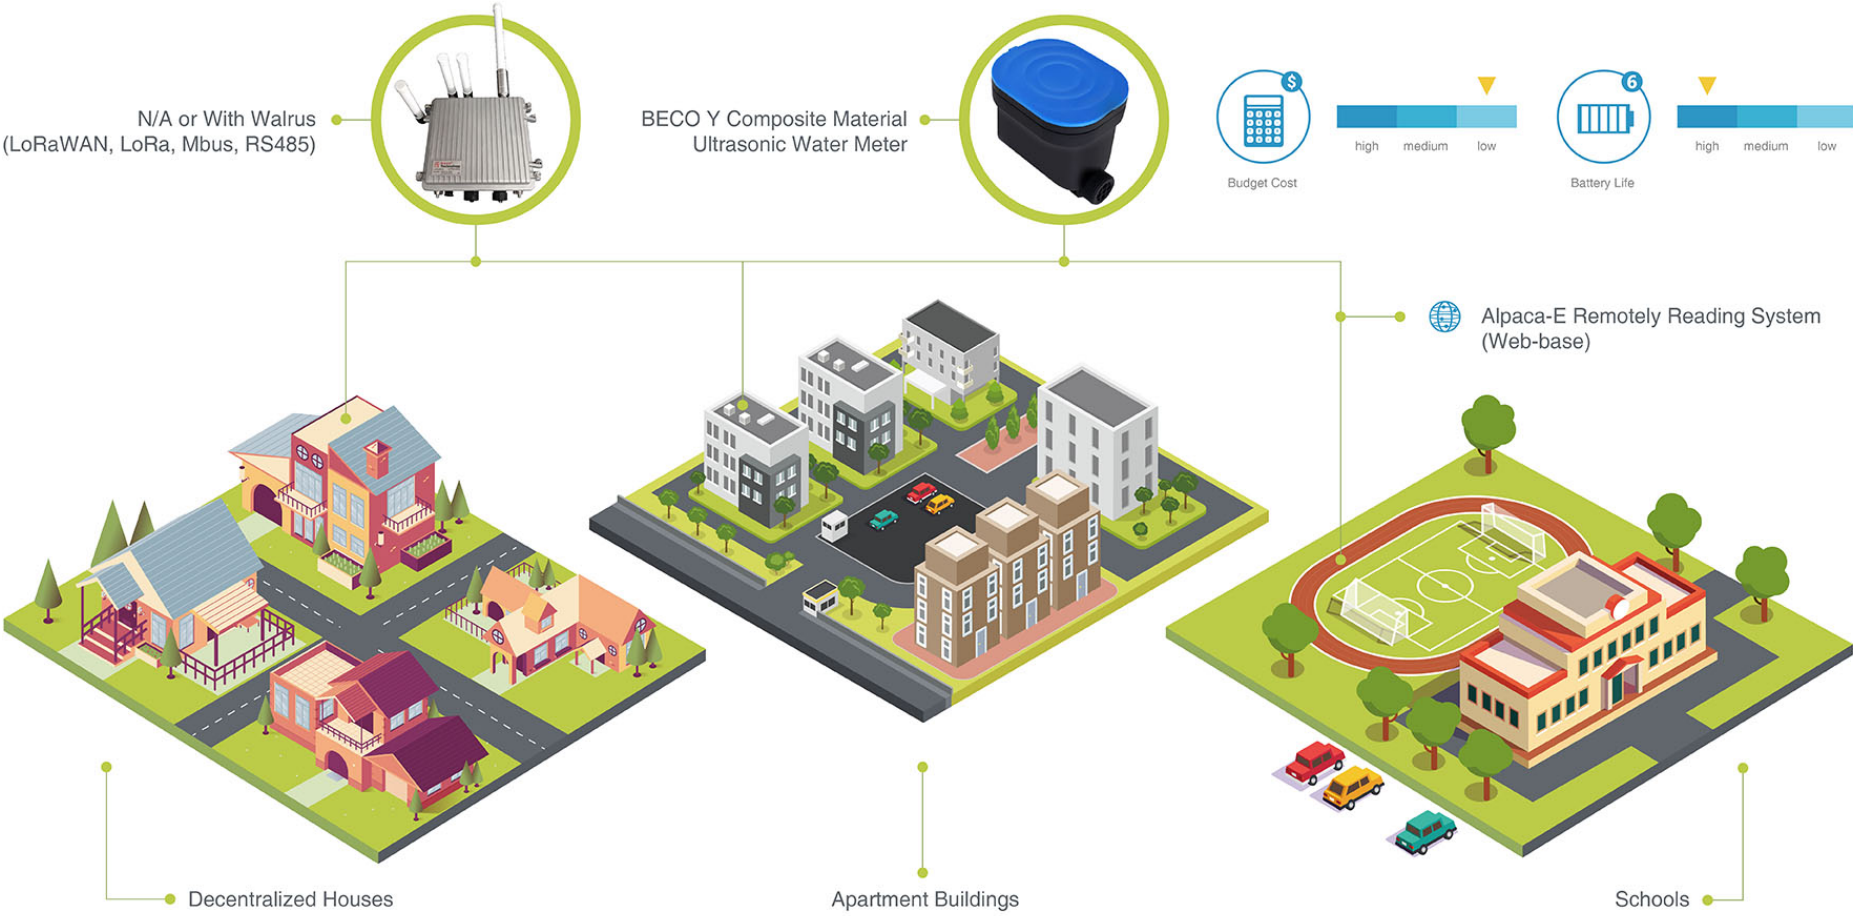 N/A or With Walrus
(LoRaWAN, LoRa, Mbus, RS485)
BECO Y Composite Material
Ultrasonic Water Meter
$
high medium low
Budget Cost
6
high medium low
Battery Life
Alpaca-E Remotely Reading System
(Web-base)
Decentralized Houses
Apartment Buildings
Schools